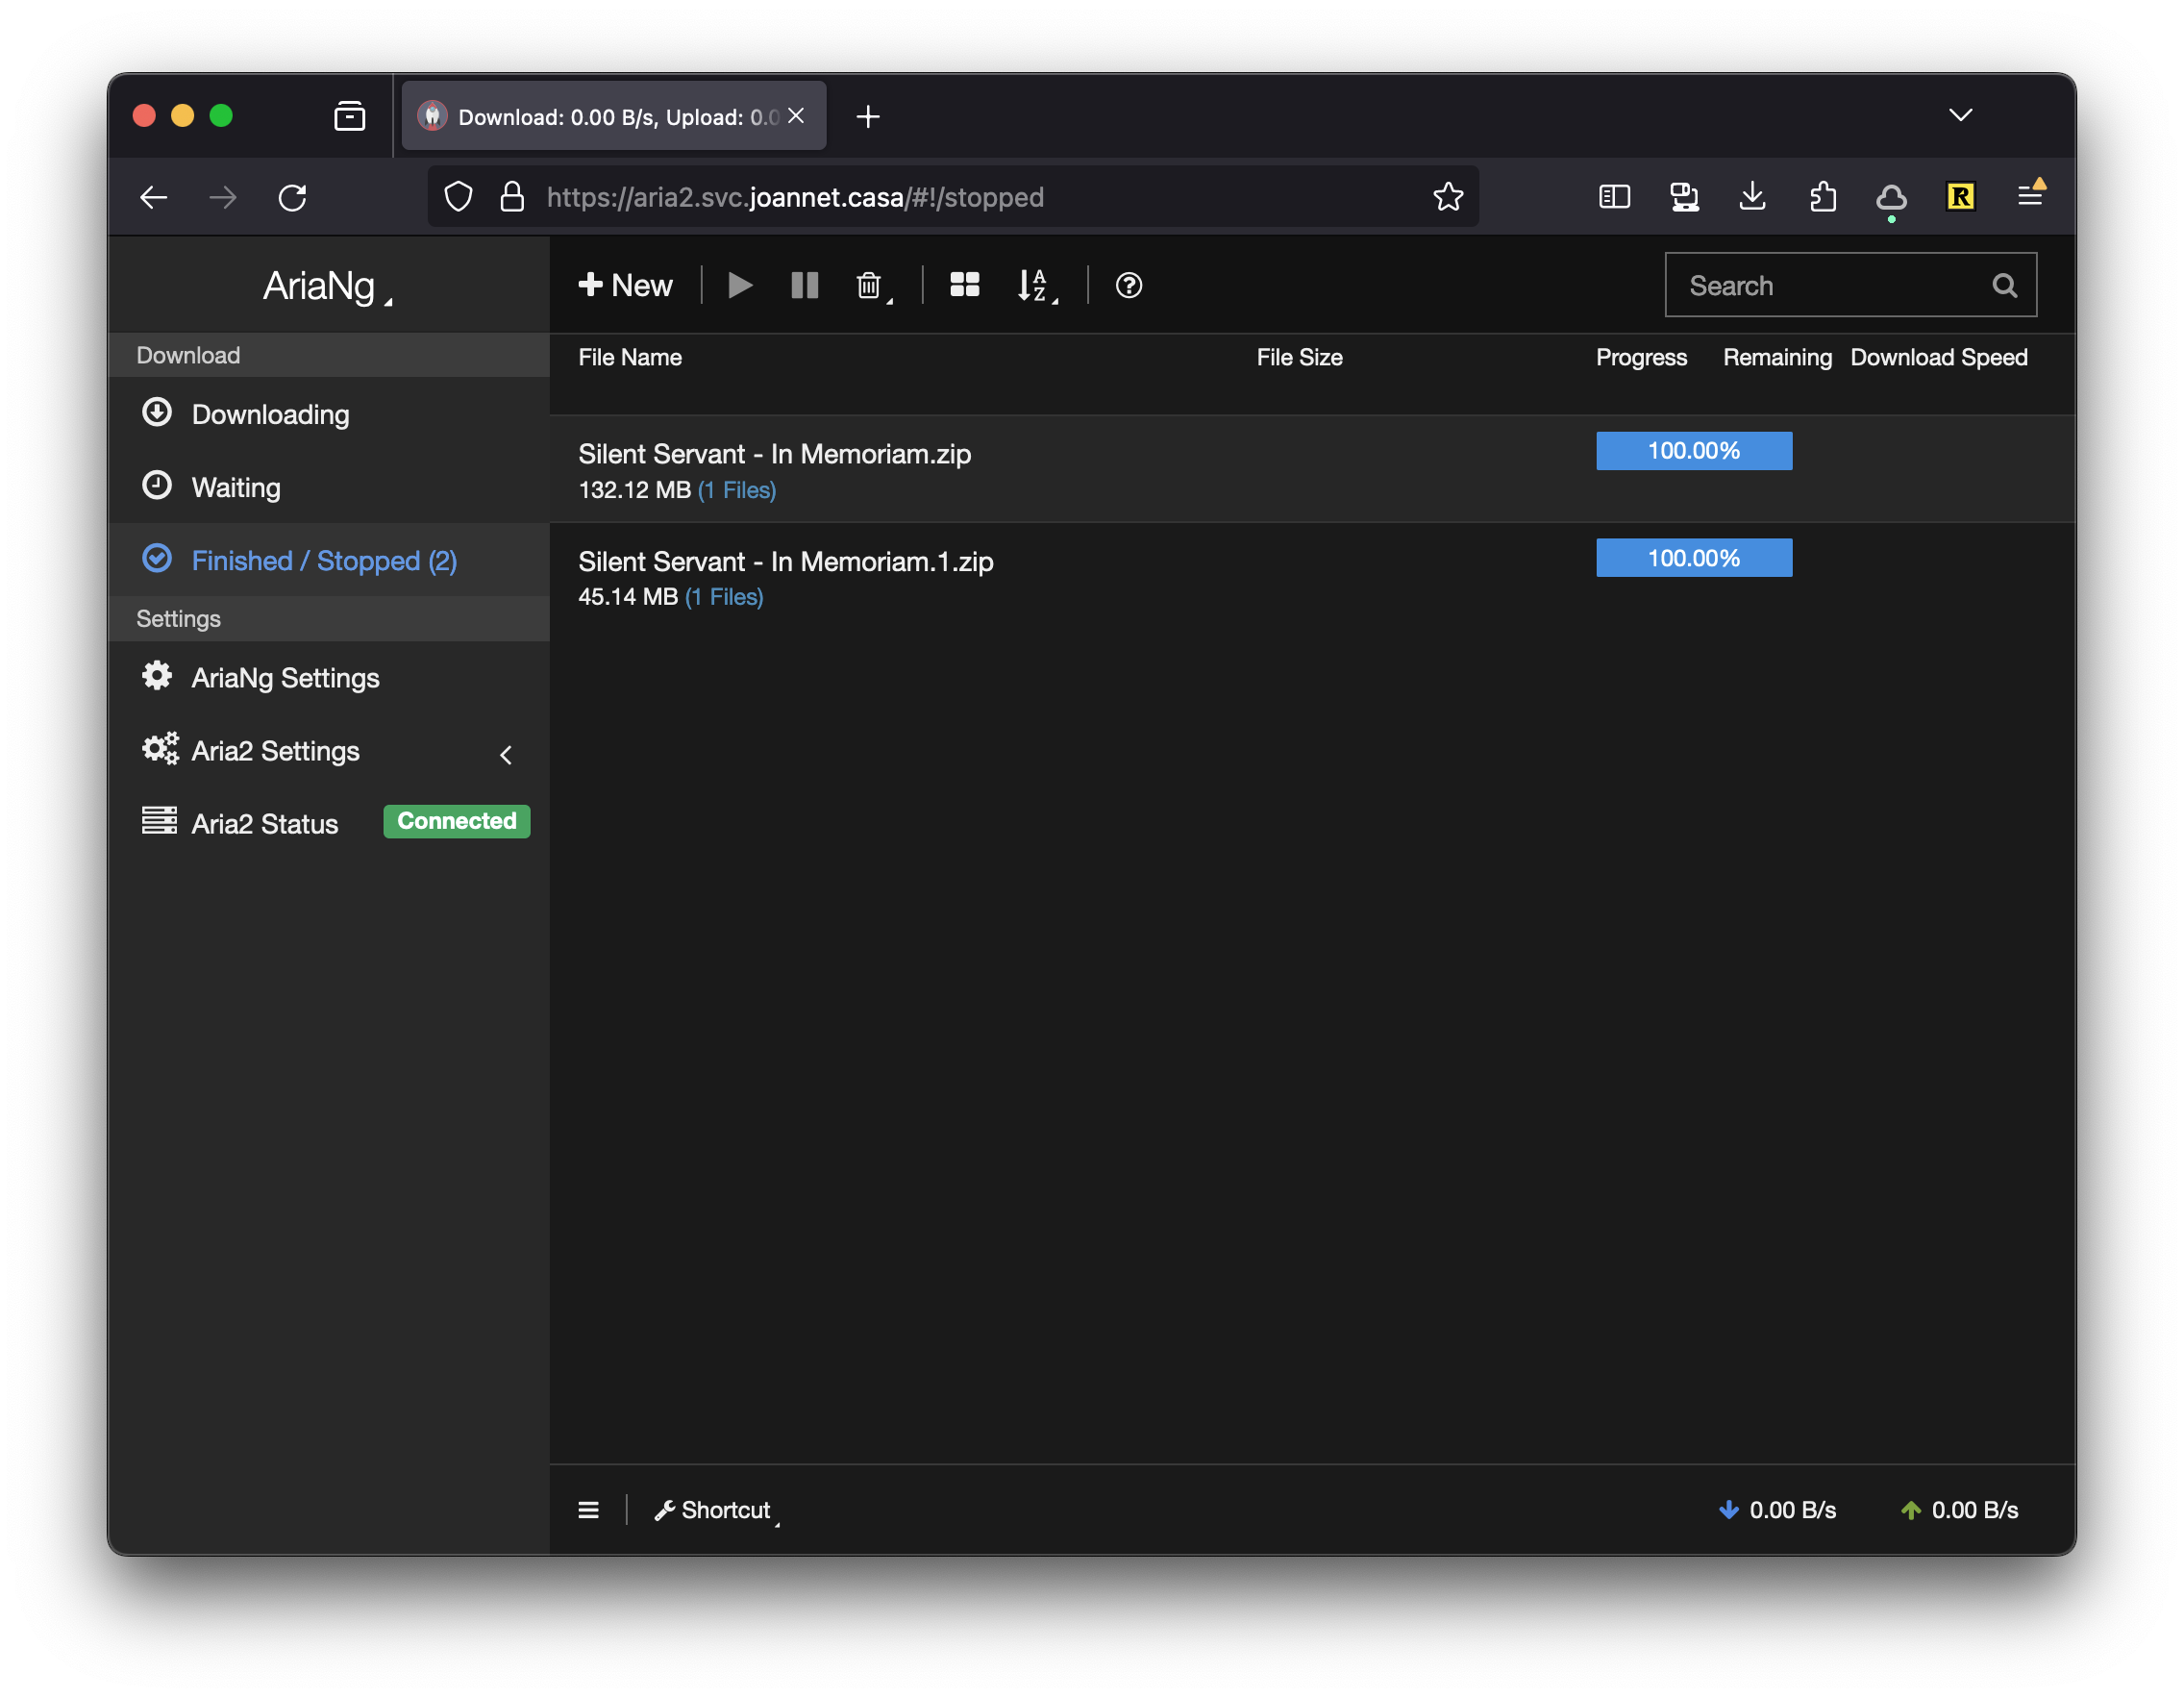 Download: 0.00 B/s, Upload: 0.0
https://aria2.svc.joannet.casa/#!/stopped
R
AriaNg
New
A
Z
Search
Download
Downloading
Waiting
Finished / Stopped (2)
Settings
AriaNg Settings
Aria2 Settings
Aria2 Status Connected
File Name File Size Progress Remaining Download Speed
Silent Servant - In Memoriam.zip 100.00%
132.12 MB (1 Files)
Silent Servant - In Memoriam.1.zip 100.00%
45.14 MB (1 Files)
Shortcut 0.00 B/s 0.00 B/s